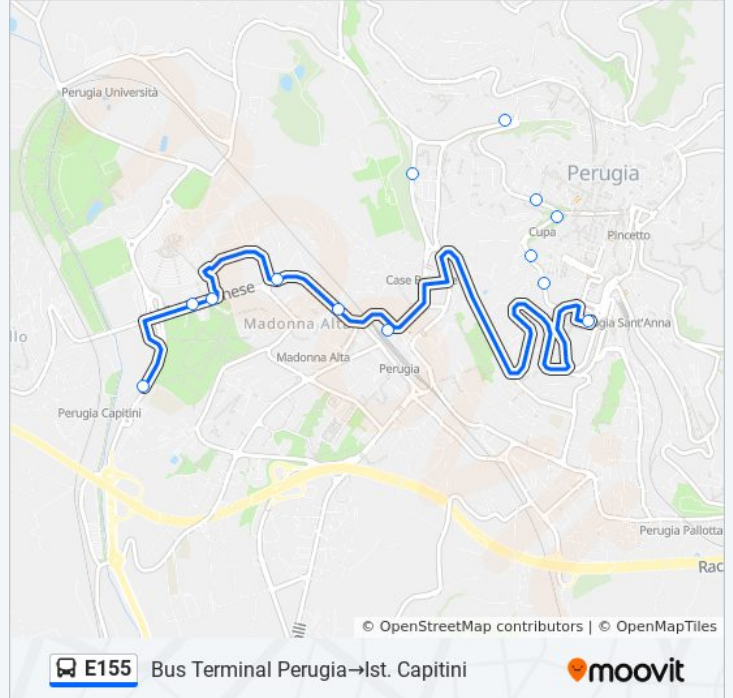 Perugia Università
Perugia
Cupa
Pincetto
Case B
nese
Madonna Alta
gia Sant'Anna
llo
Madonna Alta
Perugia
Perugia Capitini
Perugia Pallotta
Rac
© OpenStreetMap contributors | © OpenMapTiles
E155 Bus Terminal Perugia→Ist. Capitini
moovit